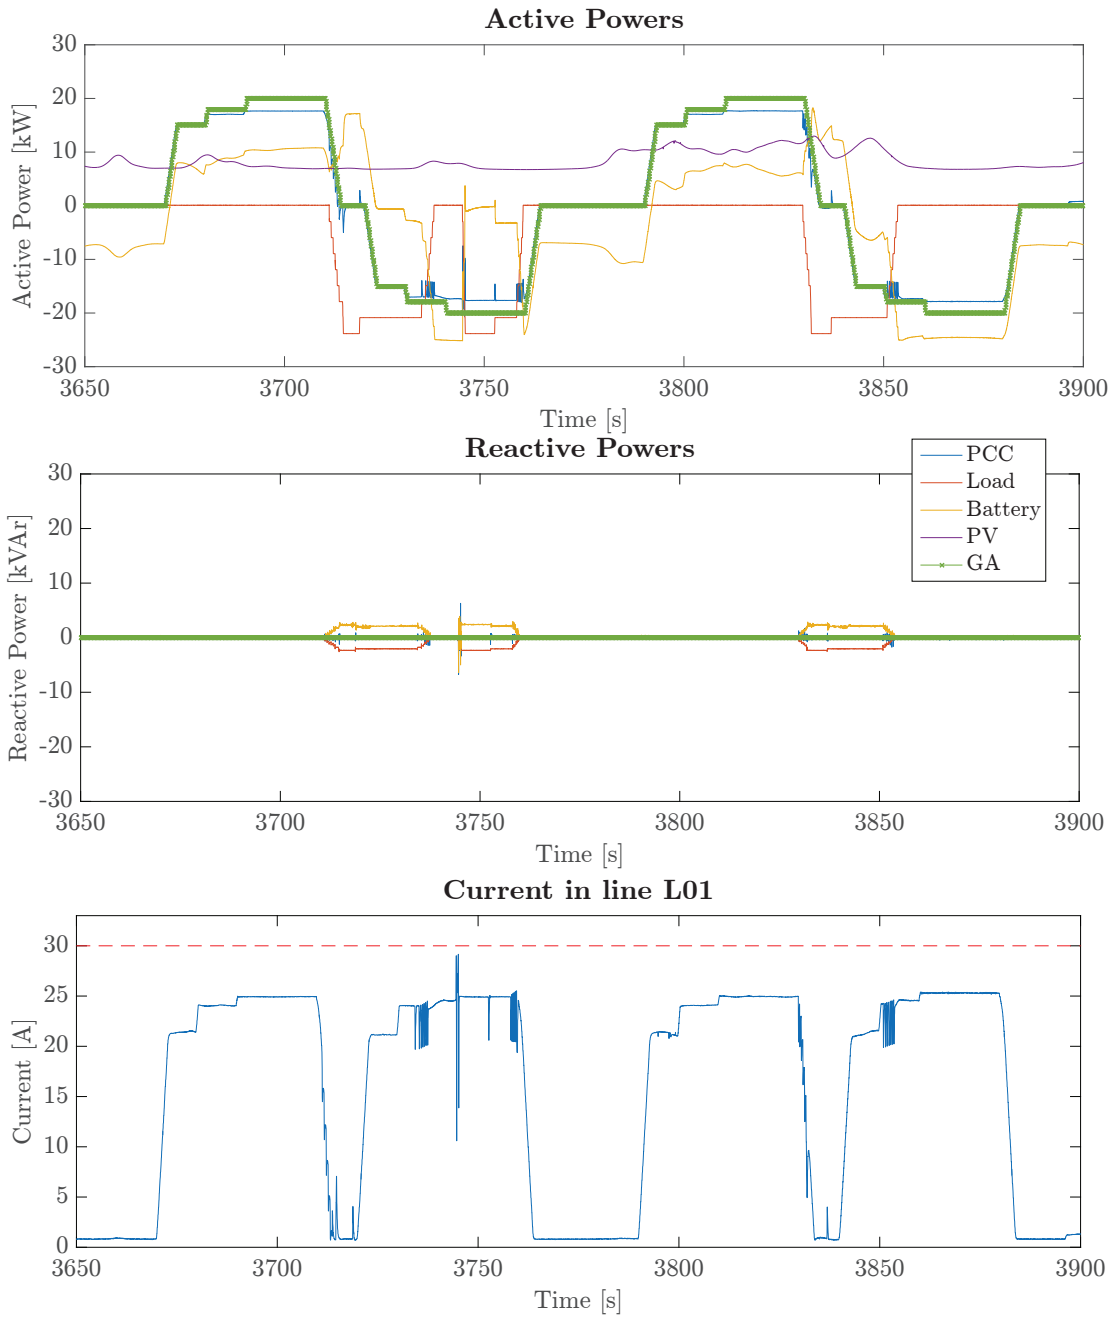 Active Powers
30
20
10
0
-10
-20
-30
Active Power [kW]
3650 3700 3750 3800 3850 3900
Time [s]
Reactive Powers
30
20
10
0
-10
-20
-30
Reactive Power [kVAr]
PCC
Load
Battery
PV
GA
3650 3700 3750 3800 3850 3900
Time [s]
Current in line L01
30
25
20
15
10
5
0
Current [A]
3650 3700 3750 3800 3850 3900
Time [s]